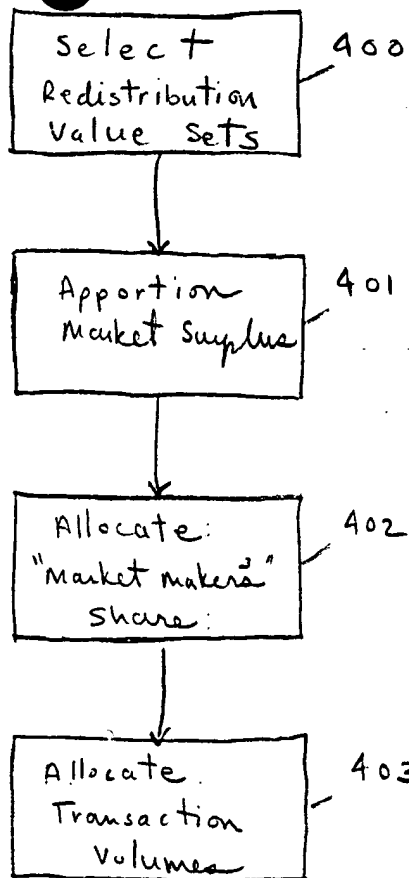 Select
400
Redistribution
Value Sets
Apportion
401
Market Surplus
Allocate:
402
"Market makers"
Share:
Allocate
403
Transaction
Volumes